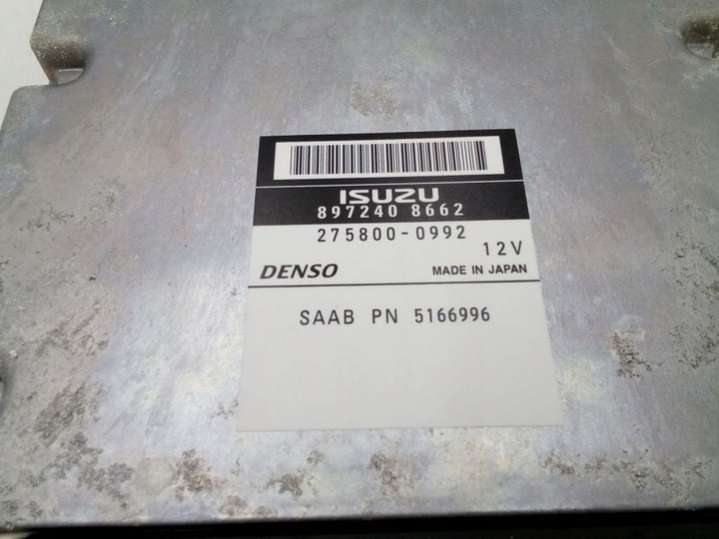 ISUZU
897240 8662
275800-0992
12V
DENSO MADE IN JAPAN
SAAB PN 5166996